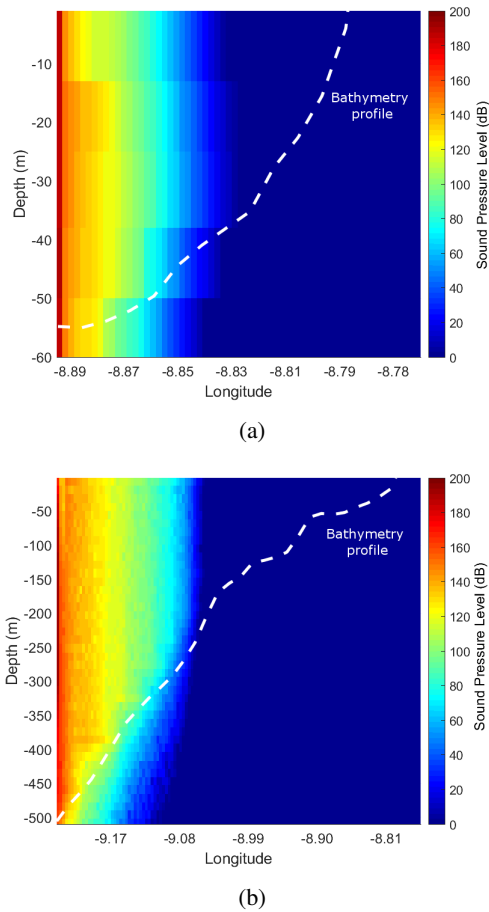 -10
-20
-30
-40
-50
-60
Depth (m)
Bathymetry
profile
-8.89 -8.87 -8.85 -8.83 -8.81 -8.79 -8.78
Longitude
200
180
160
140
120
100
80
60
40
20
0
Sound Pressure Level (dB)
(a)
-50
-100
-150
-200
-250
-300
-350
-400
-450
-500
Depth (m)
Bathymetry
profile
-9.17 -9.08 -8.99 -8.90 -8.81
Longitude
200
180
160
140
120
100
80
60
40
20
0
Sound Pressure Level (dB)
(b)